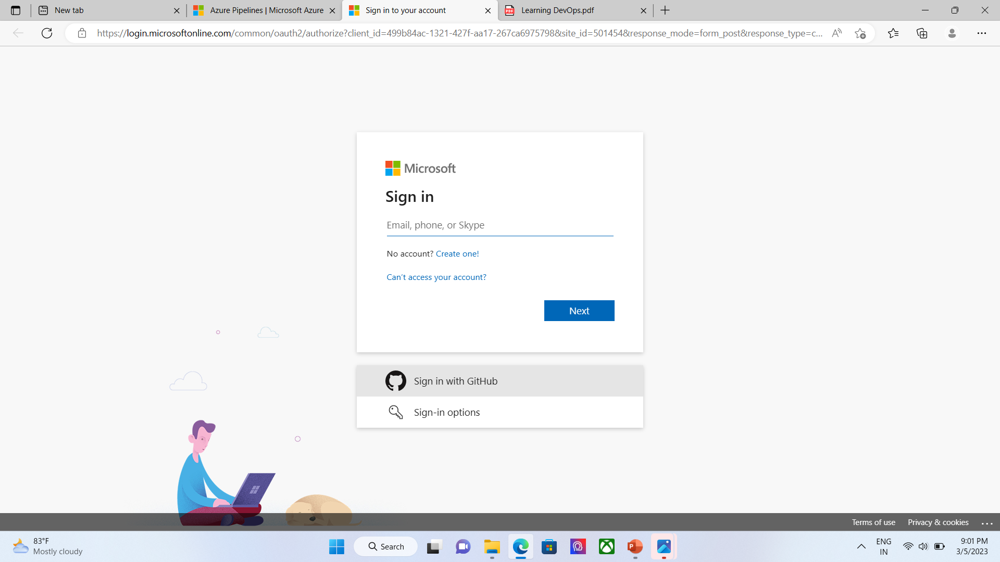 New tab
Azure Pipelines | Microsoft Azure
Sign in to your account
Learning DevOps.pdf
https://login.microsoftonline.com/common/oauth2/authorize?client_id=499b84ac-1321-427f-aa17-267ca6975798&site_id=501454&response_mode=form_post&response_type=c...
Microsoft
Sign in
Email, phone, or Skype
No account? Create one!
Can't access your account?
Next
Sign in with GitHub
Sign-in options
Terms of use
Privacy & cookies
...
83°F
Mostly cloudy
Search
ENG
IN
9:01 PM
3/5/2023